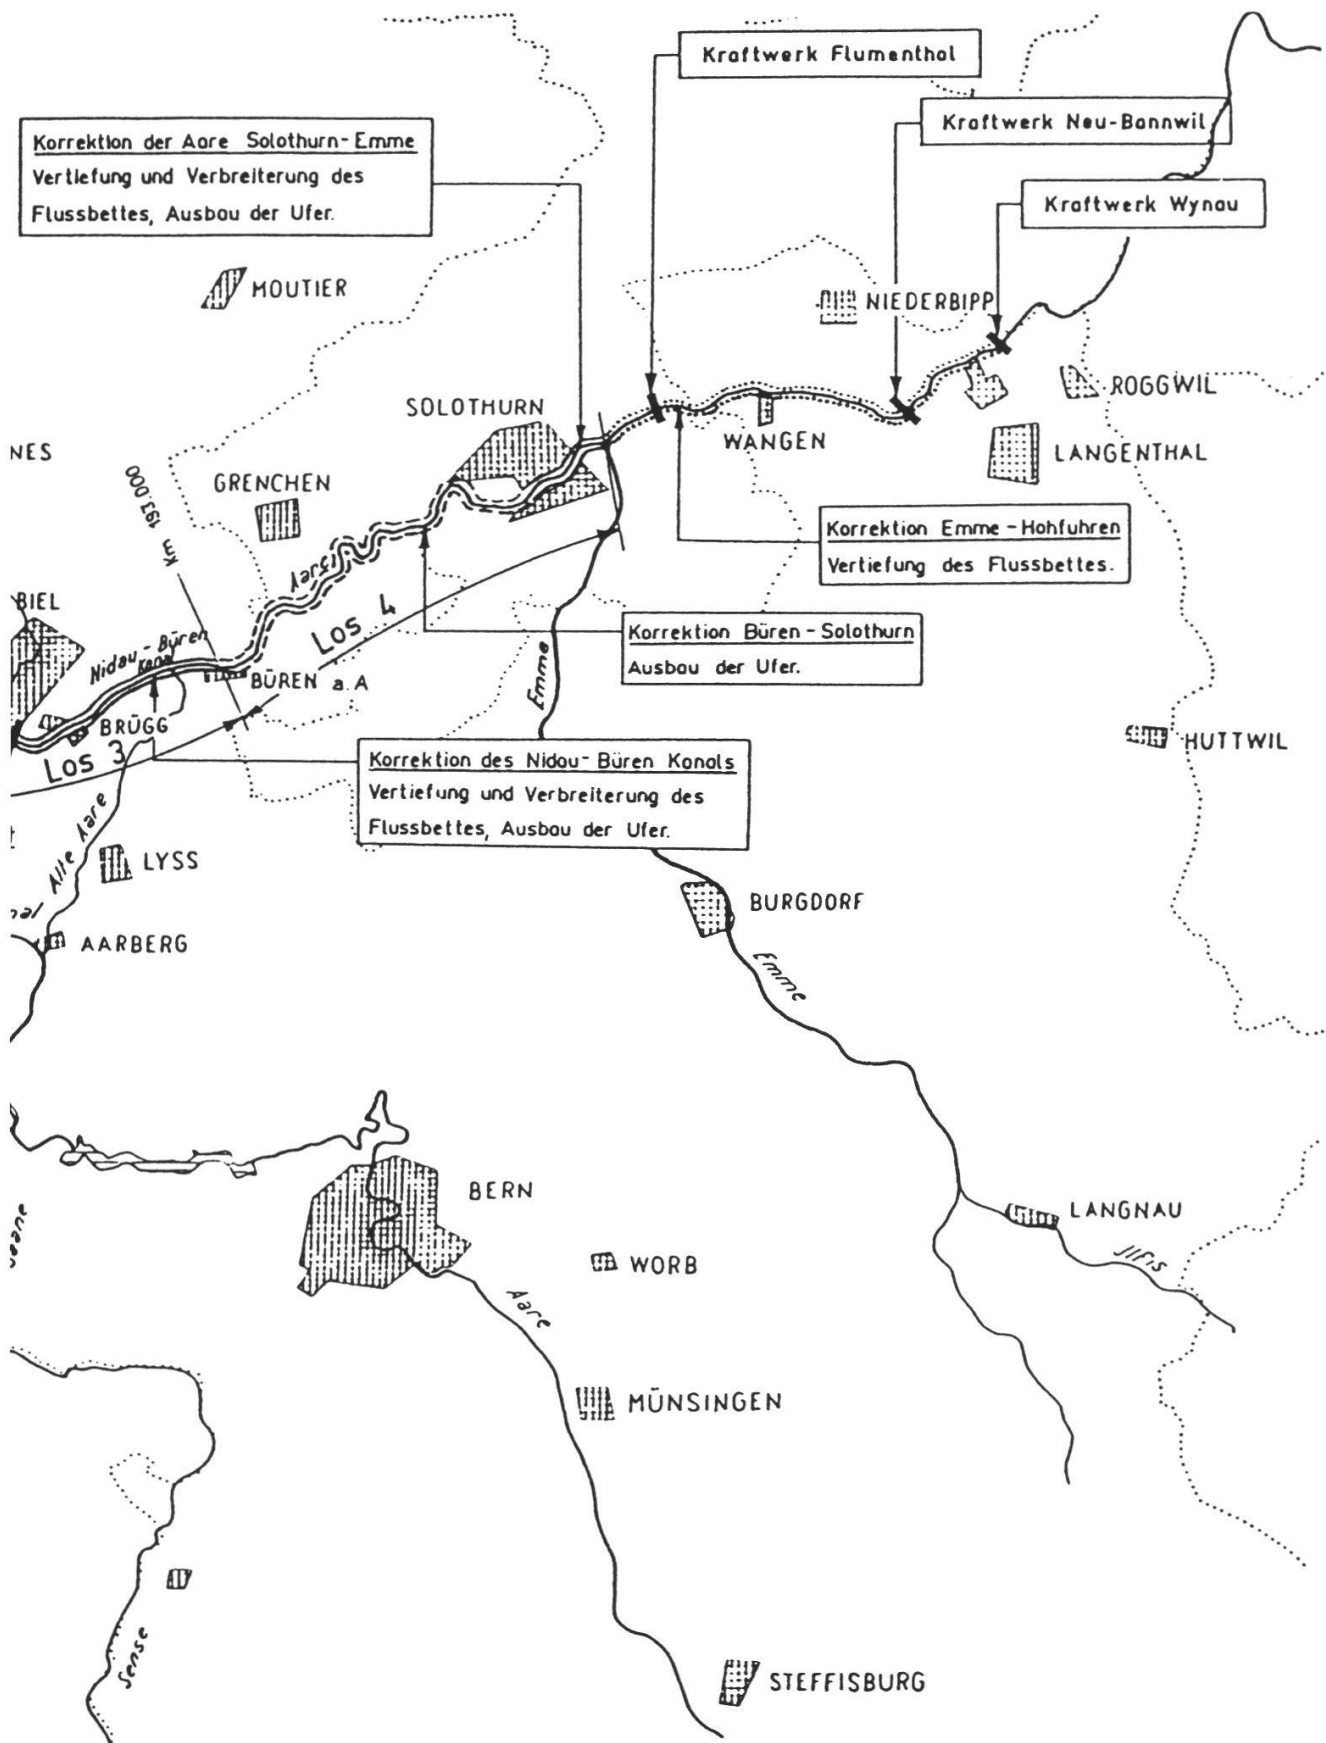 Kraftwerk Flumenthal
Kraftwerk Neu-Bannwil
Korrektion der Aare Solothurn-Emme
Vertiefung und Verbreiterung des
Flussbettes, Ausbau der Ufer.
Kraftwerk Wynau
MOUTIER
NIEDERBIPP
ROGGWIL
SOLOTHURN
WANGEN
LANGENTHAL
NES
GRENCHEN
km 193.000
Korrektion Emme-Hohfuhren
Vertiefung des Flussbettes.
BIEL
Los 4
Nidau-Büren
Kanal
Korrektion Büren-Solothurn
Ausbau der Ufer.
Emme
BÜREN a.A
BRÜGG
Los 3
HUTTWIL
Korrektion des Nidau-Büren Kanals
Vertiefung und Verbreiterung des
Flussbettes, Ausbau der Ufer.
Alte Aare
LYSS
BURGDORF
AARBERG
Emme
BERN
LANGNAU
Jlfis
WORB
Aare
MÜNSINGEN
Sense
STEFFISBURG